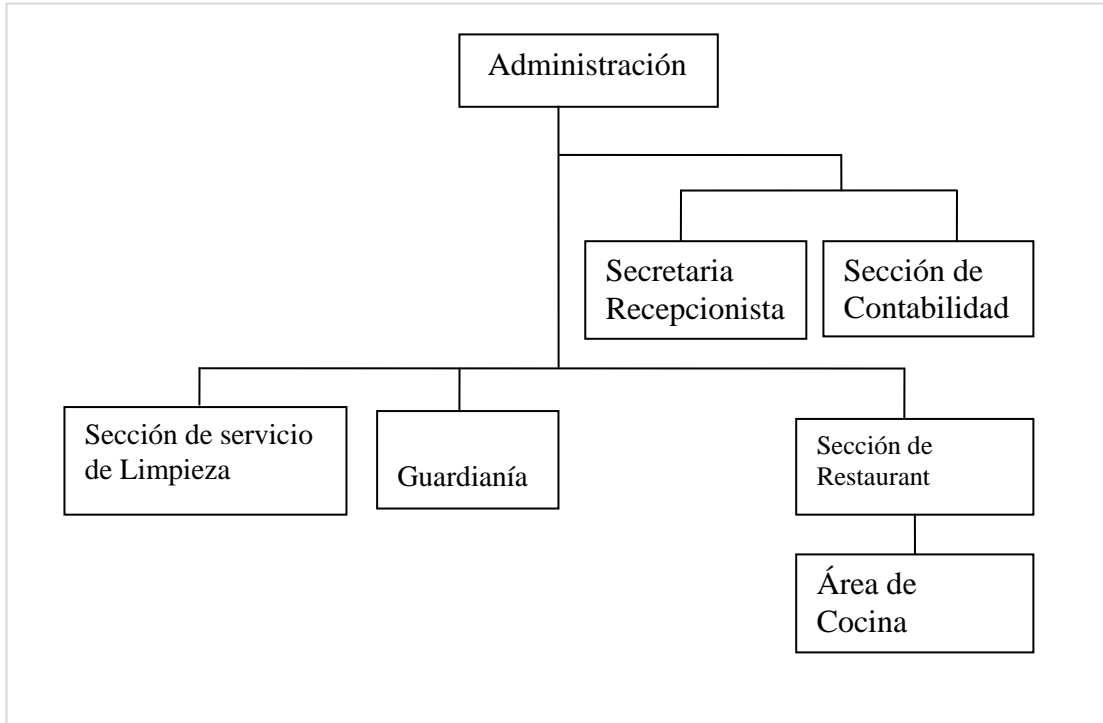 Administración
Secretaria
Recepcionista
Sección de
Contabilidad
Sección de servicio
de Limpieza
Guardianía
Sección de
Restaurant
Área de
Cocina